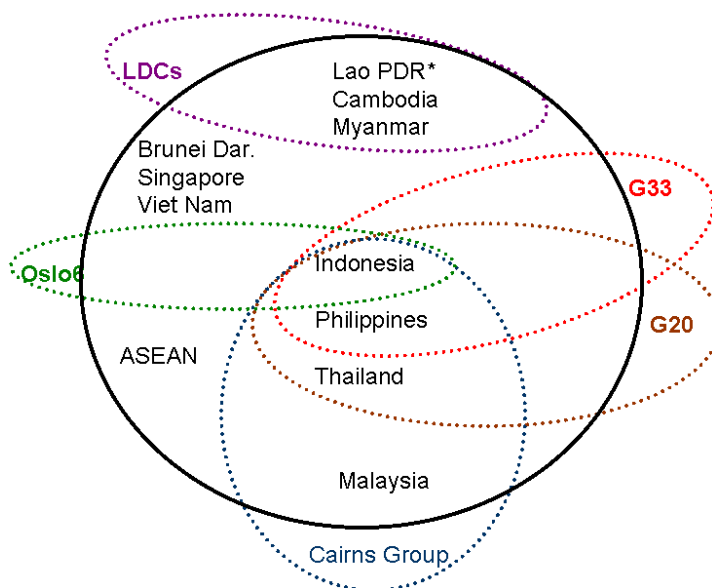 LDCs
Lao PDR*
Cambodia
Myanmar
Brunei Dar.
Singapore
Viet Nam
G33
Oslo6
Indonesia
Philippines
G20
ASEAN
Thailand
Malaysia
Cairns Group